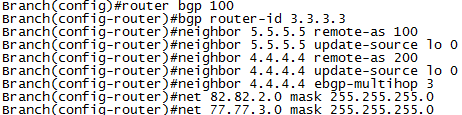 Branch(config)#router bgp 100
Branch(config-router)#bgp router-id 3.3.3.3
Branch(config-router)#neighbor 5.5.5.5 remote-as 100
Branch(config-router)#neighbor 5.5.5.5 update-source lo 0
Branch(config-router)#neighbor 4.4.4.4 remote-as 200
Branch(config-router)#neighbor 4.4.4.4 update-source lo 0
Branch(config-router)#neighbor 4.4.4.4 ebgp-multihop 3
Branch(config-router)#net 82.82.2.0 mask 255.255.255.0
Branch(config-router)#net 77.77.3.0 mask 255.255.255.0